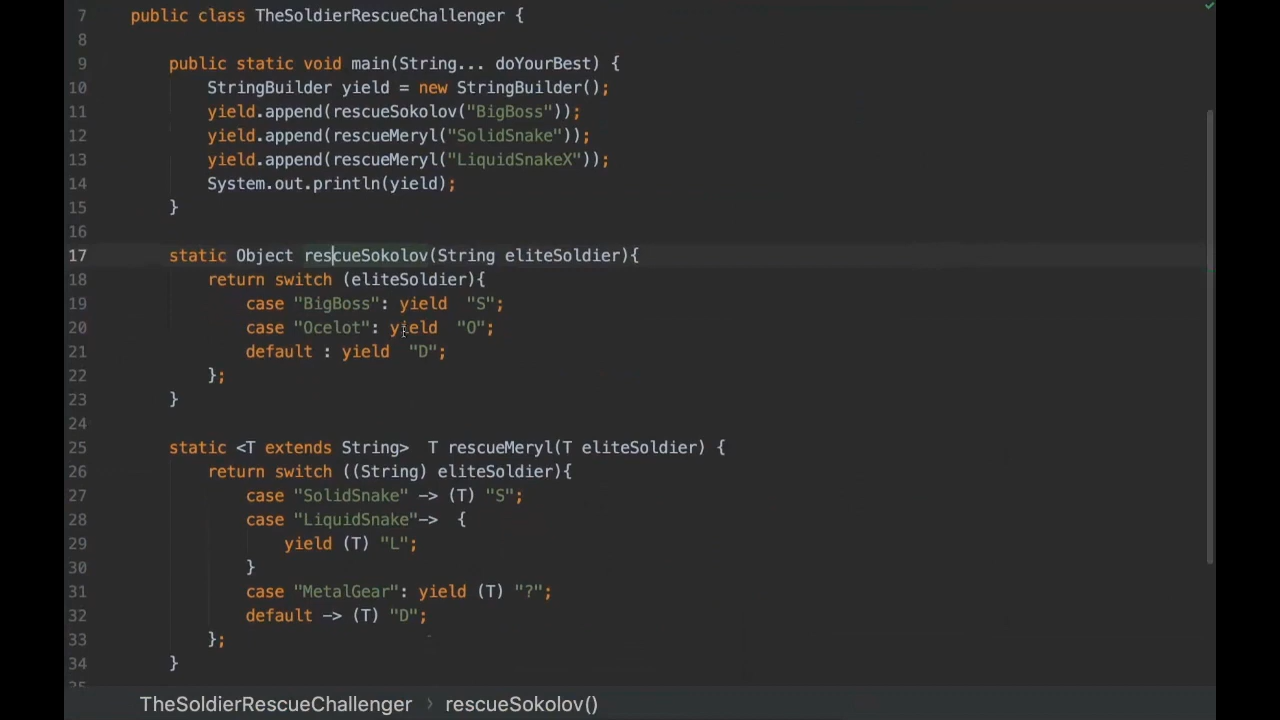 7 public class TheSoldierRescueChallenger {
8
9 public static void main(String... doYourBest) {
10 StringBuilder yield = new StringBuilder();
11 yield.append(rescueSokolov("BigBoss"));
12 yield.append(rescueMeryl("SolidSnake"));
13 yield.append(rescueMeryl("LiquidSnakeX"));
14 System.out.println(yield);
15 }
16
17 static Object rescueSokolov(String eliteSoldier){
18 return switch (eliteSoldier){
19 case "BigBoss": yield "S";
20 case "Ocelot": yield "O";
21 default : yield "D";
22 };
23 }
24
25 static <T extends String> T rescueMeryl(T eliteSoldier) {
26 return switch ((String) eliteSoldier){
27 case "SolidSnake" -> (T) "S";
28 case "LiquidSnake"-> {
29 yield (T) "L";
30 }
31 case "MetalGear": yield (T) "?";
32 default -> (T) "D";
33 };
34 }
TheSoldierRescueChallenger › rescueSokolov()